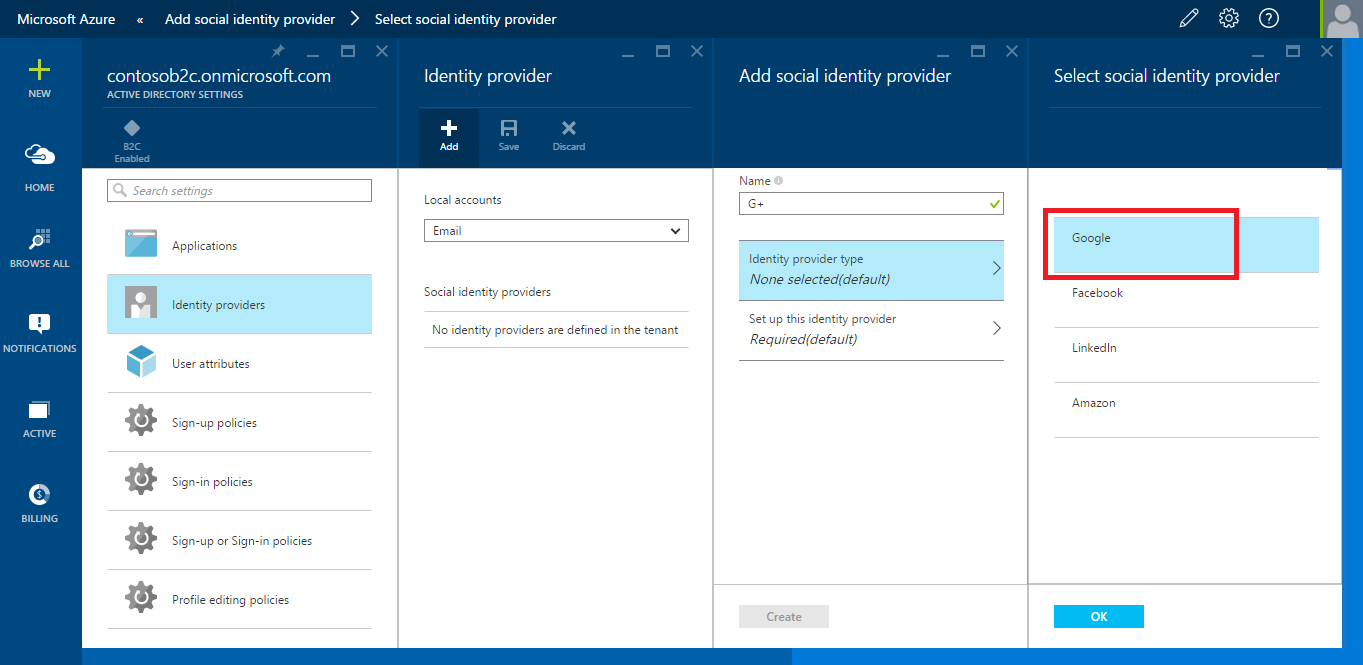 Microsoft Azure « Add social identity provider > Select social identity provider
NEW
HOME
BROWSE ALL
NOTIFICATIONS
ACTIVE
BILLING
contosob2c.onmicrosoft.com
ACTIVE DIRECTORY SETTINGS
B2C
Enabled
Search settings
Applications
Identity providers
User attributes
Sign-up policies
Sign-in policies
Sign-up or Sign-in policies
Profile editing policies
Identity provider
Add Save Discard
Local accounts
Email
Social identity providers
No identity providers are defined in the tenant
Add social identity provider
Name
G+
Identity provider type
None selected(default)
Set up this identity provider
Required(default)
Create
Select social identity provider
Google
Facebook
LinkedIn
Amazon
OK